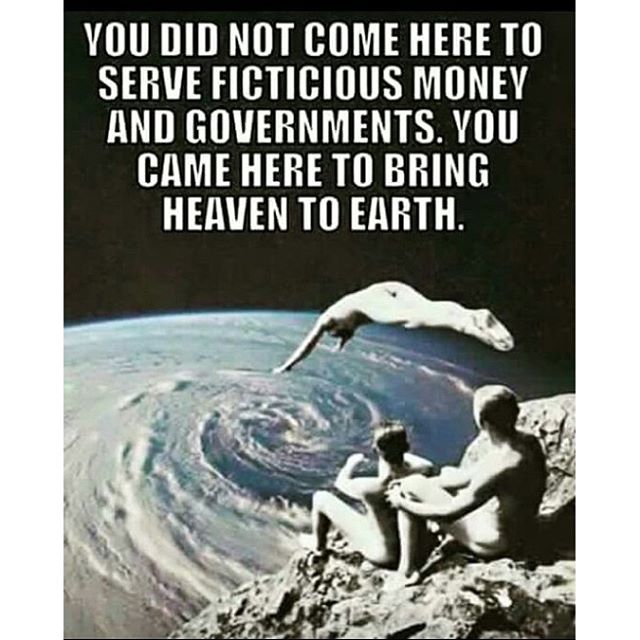 YOU DID NOT COME HERE TO
SERVE FICTICIOUS MONEY
AND GOVERNMENTS. YOU
CAME HERE TO BRING
HEAVEN TO EARTH.